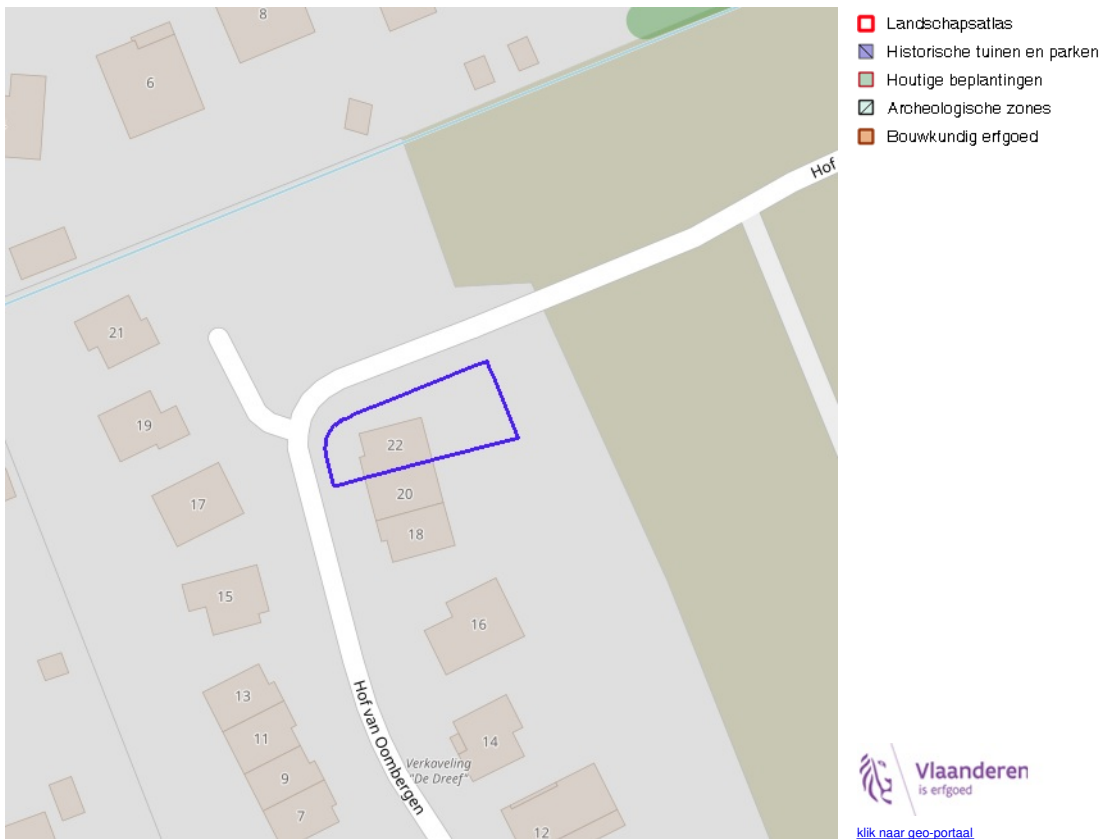 8
6
Hof
21
19
22
17
20
18
15
16
13
Hof van Oombergen
11
14
Verkaveling
"De Dreef"
9
7
12
Landschapsatlas
Historische tuinen en parken
Houtige beplantingen
Archeologische zones
Bouwkundig erfgoed
Vlaanderen
is erfgoed
klik naar geo-portaal